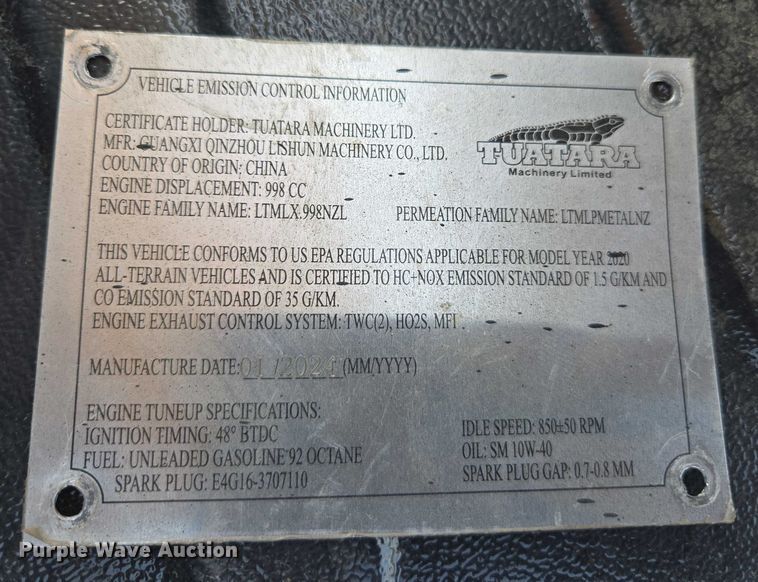 VEHICLE EMISSION CONTROL INFORMATION
CERTIFICATE HOLDER: TUATARA MACHINERY LTD.
MFR: GUANGXI QINZHOU LISHUN MACHINERY CO., LTD.
COUNTRY OF ORIGIN: CHINA
ENGINE DISPLACEMENT: 998 CC
ENGINE FAMILY NAME: LTMLX.998NZL
TUATARA
Machinery Limited
PERMEATION FAMILY NAME: LTMLPMETALNZ
THIS VEHICLE CONFORMS TO US EPA REGULATIONS APPLICABLE FOR MODEL YEAR 2020
ALL-TERRAIN VEHICLES AND IS CERTIFIED TO HC+NOX EMISSION STANDARD OF 1.5 G/KM AND
CO EMISSION STANDARD OF 35 G/KM.
ENGINE EXHAUST CONTROL SYSTEM: TWC(2), HO2S, MFI
MANUFACTURE DATE: 01/2021 (MM/YYYY)
ENGINE TUNEUP SPECIFICATIONS:
IGNITION TIMING: 48° BTDC
FUEL: UNLEADED GASOLINE 92 OCTANE
SPARK PLUG: E4G16-3707110
IDLE SPEED: 850±50 RPM
OIL: SM 10W-40
SPARK PLUG GAP: 0.7-0.8 MM
Purple Wave Auction